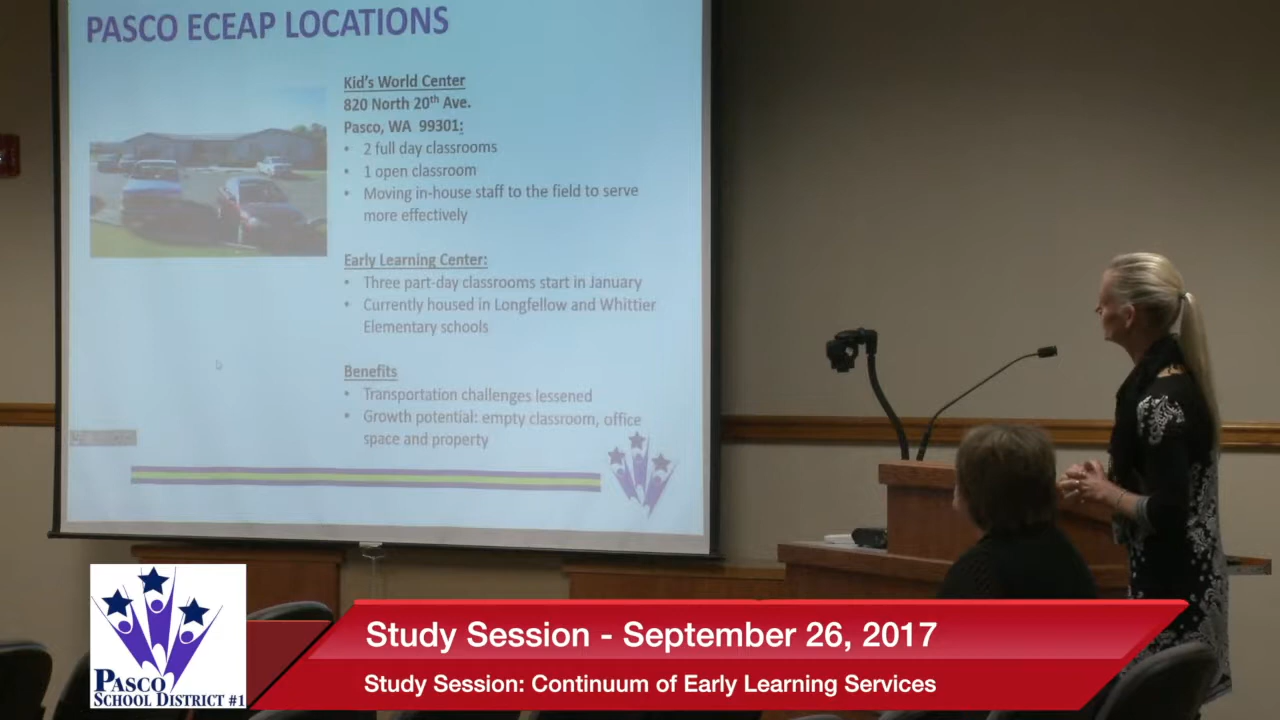 PASCO ECEAP LOCATIONS
Kid's World Center
820 North 20th Ave.
Pasco, WA 99301:
• 2 full day classrooms
• 1 open classroom
• Moving in-house staff to the field to serve
more effectively
Early Learning Center:
• Three part-day classrooms start in January
• Currently housed in Longfellow and Whittier
Elementary schools
Benefits
• Transportation challenges lessened
• Growth potential: empty classroom, office
space and property
PASCO
SCHOOL DISTRICT #1
Study Session - September 26, 2017
Study Session: Continuum of Early Learning Services